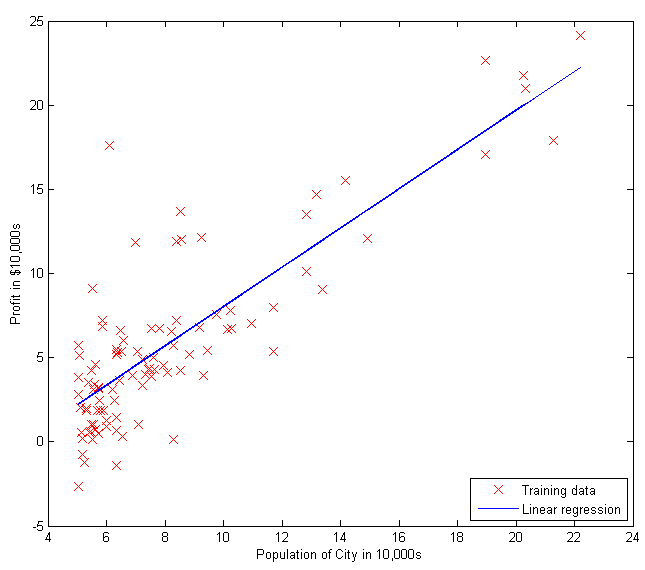 25
20
15
10
5
0
-5
Profit in $10,000s
4 6 8 10 12 14 16 18 20 22 24
Population of City in 10,000s
Training data
Linear regression